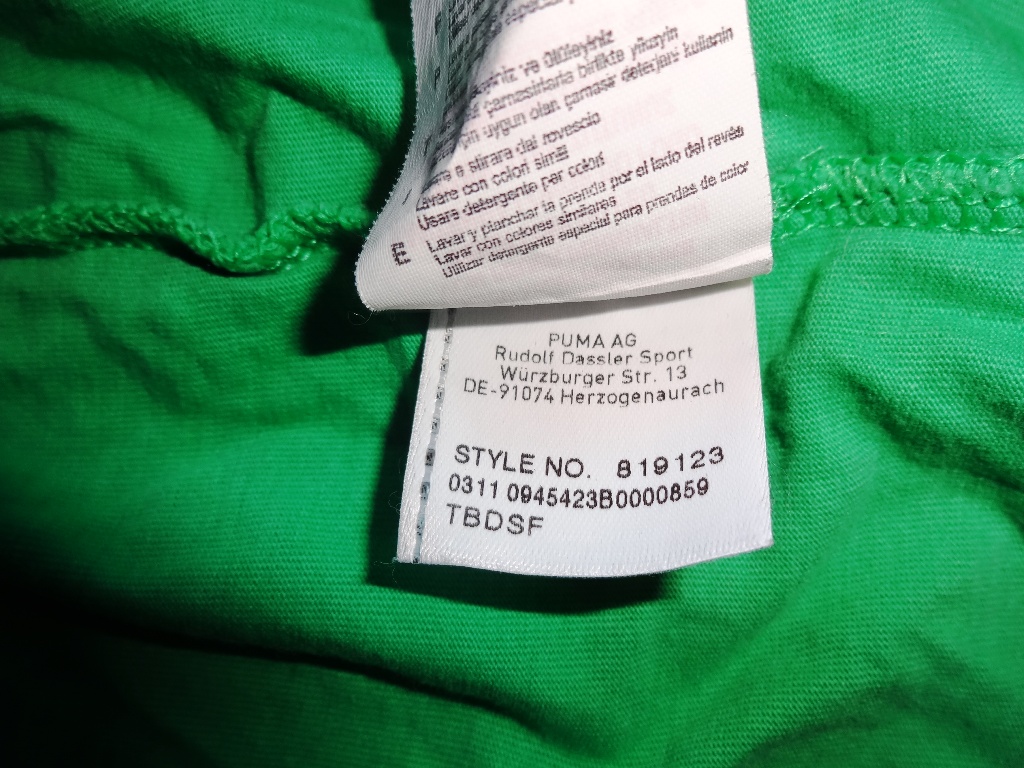 ve ütüleyiniz
çamaşırlarla birlikte yıkayın
için uygun olan çamaşır deterjanı kullanın
e stirare dal rovescio
Lavare con colori simili
Usare detergente per colori
E Lavar y planchar la prenda por el lado del revés
Lavar con colores similares
Utilizar detergente especial para prendas de color
PUMA AG
Rudolf Dassler Sport
Würzburger Str. 13
DE-91074 Herzogenaurach
STYLE NO. 819123
0311 0945423B0000859
TBDSF